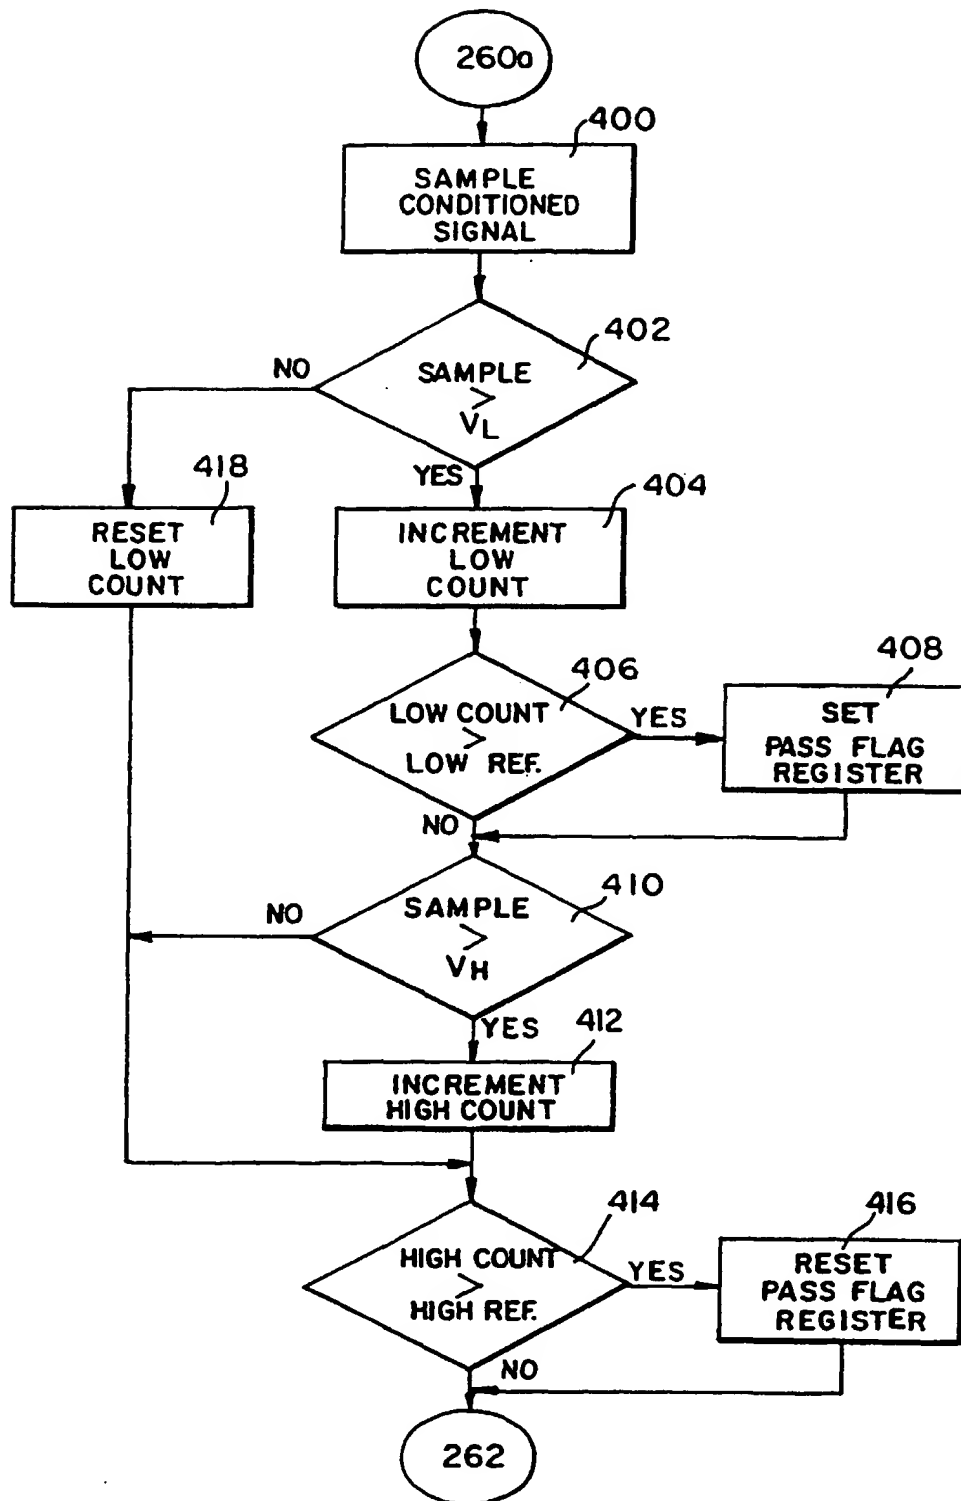 260a
400
SAMPLE
CONDITIONED
SIGNAL
402
NO
SAMPLE
>
VL
YES
418
404
RESET
LOW
COUNT
INCREMENT
LOW
COUNT
406
408
LOW COUNT
>
LOW REF.
YES
SET
PASS FLAG
REGISTER
NO
410
NO
SAMPLE
>
VH
YES
412
INCREMENT
HIGH COUNT
414
416
HIGH COUNT
>
HIGH REF.
YES
RESET
PASS FLAG
REGISTER
NO
262